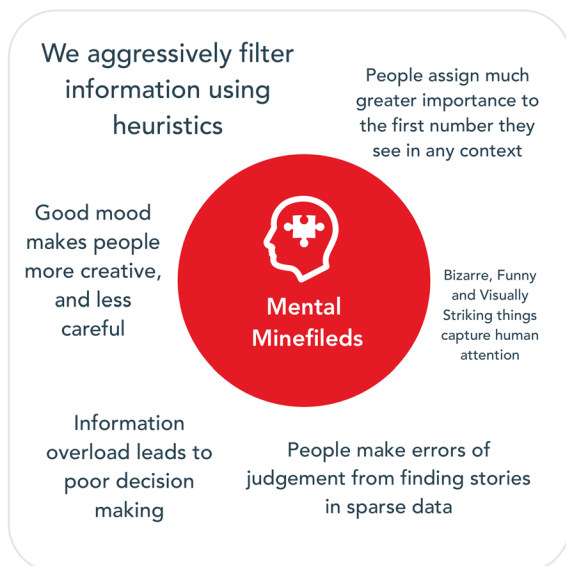 We aggressively filter
information using
heuristics
People assign much
greater importance to
the first number they
see in any context
Good mood
makes people
more creative,
and less
careful
Mental
Minefileds
Bizarre, Funny
and Visually
Striking things
capture human
attention
Information
overload leads to
poor decision
making
People make errors of
judgement from finding stories
in sparse data